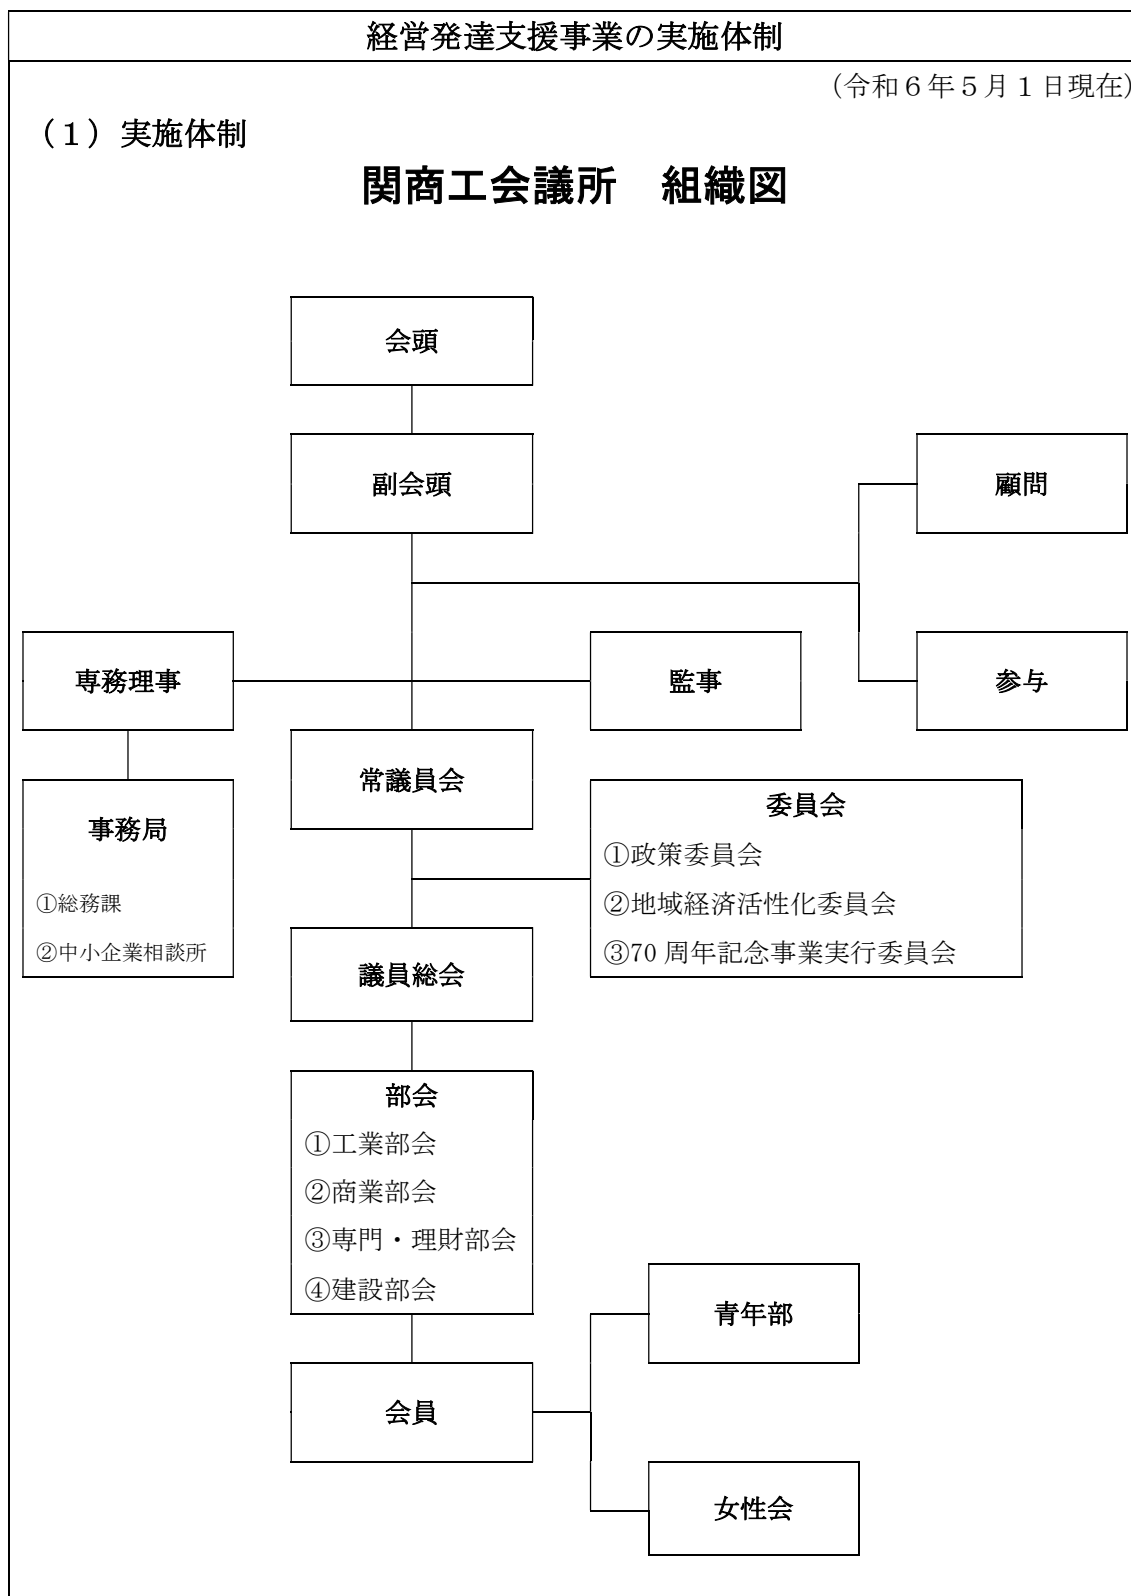 経営発達支援事業の実施体制
(令和６年５月１日現在)
（１）実施体制
関商工会議所　組織図
会頭
副会頭
顧問
専務理事
監事
参与
常議員会
事務局
①総務課
②中小企業相談所
委員会
①政策委員会
②地域経済活性化委員会
③70 周年記念事業実行委員会
議員総会
部会
①工業部会
②商業部会
③専門・理財部会
④建設部会
青年部
会員
女性会